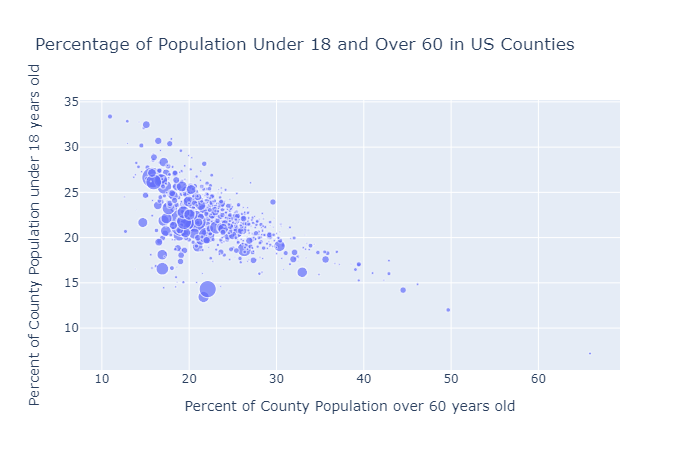 Percentage of Population Under 18 and Over 60 in US Counties
Percent of County Population under 18 years old
35
30
25
20
15
10
10 20 30 40 50 60
Percent of County Population over 60 years old